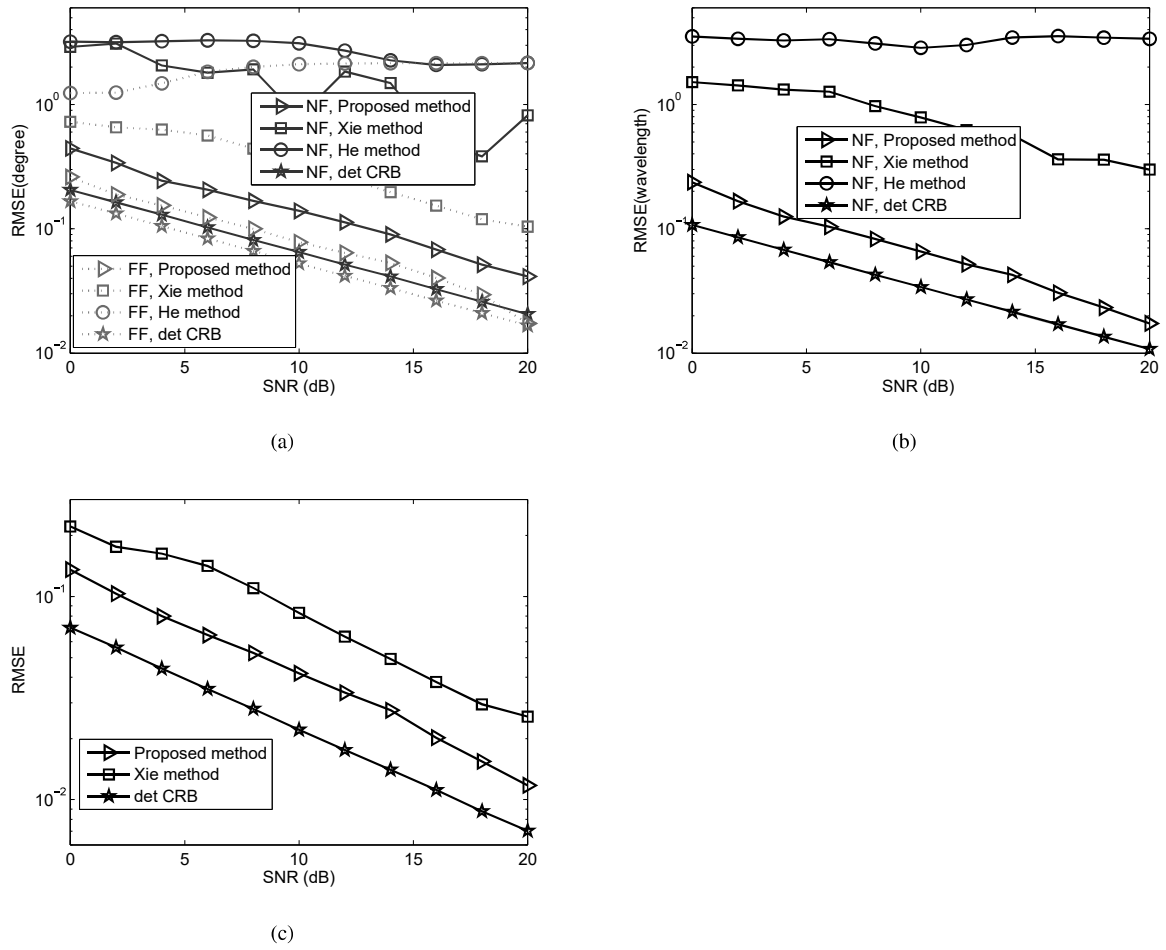 10^0
10^-1
10^-2
RMSE(degree)
NF, Proposed method
NF, Xie method
NF, He method
NF, det CRB
FF, Proposed method
FF, Xie method
FF, He method
FF, det CRB
0 5 10 15 20
SNR (dB)
(a)
10^0
10^-1
10^-2
RMSE(wavelength)
NF, Proposed method
NF, Xie method
NF, He method
NF, det CRB
0 5 10 15 20
SNR (dB)
(b)
10^-1
10^-2
RMSE
Proposed method
Xie method
det CRB
0 5 10 15 20
SNR (dB)
(c)